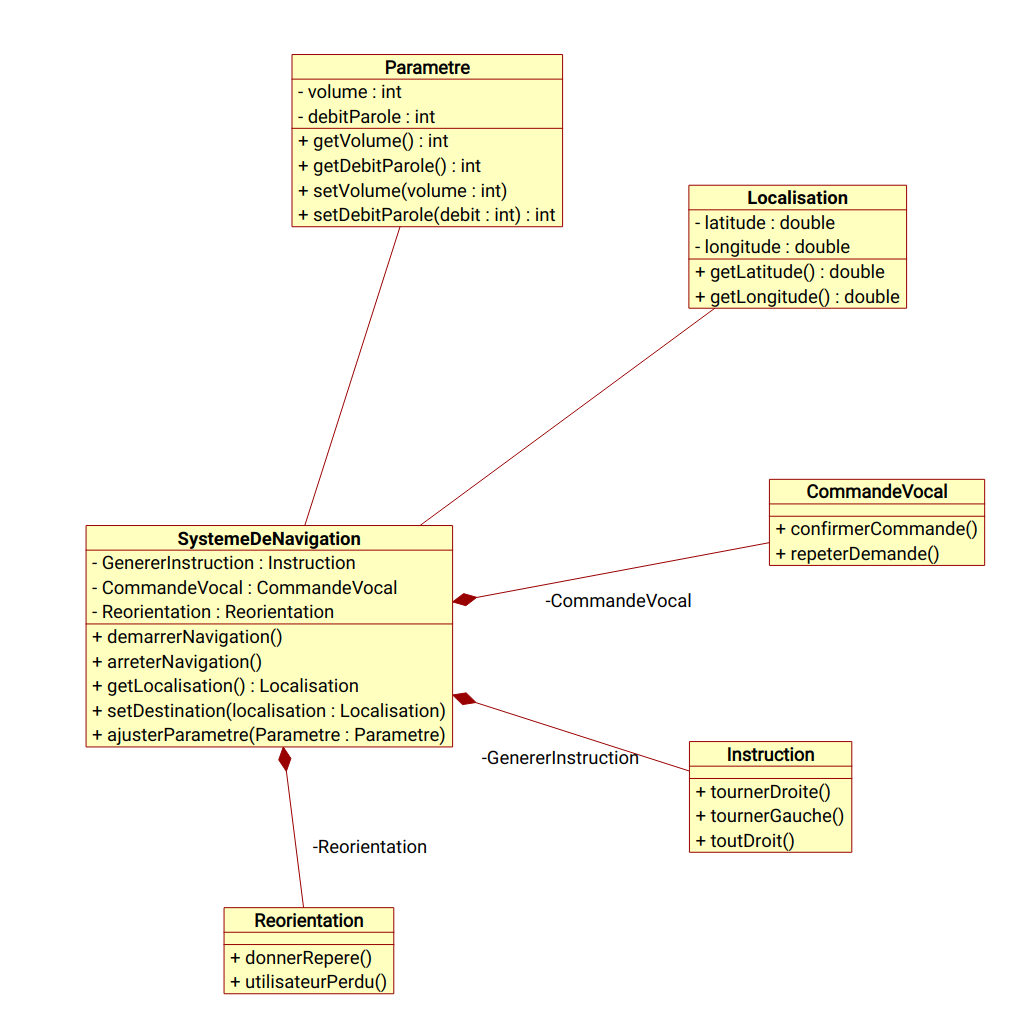 Parametre
- volume : int
- debitParole : int
+ getVolume() : int
+ getDebitParole() : int
+ setVolume(volume : int)
+ setDebitParole(debit : int) : int
Localisation
- latitude : double
- longitude : double
+ getLatitude() : double
+ getLongitude() : double
CommandeVocal
+ confirmerCommande()
+ repeterDemande()
SystemeDeNavigation
- GenererInstruction : Instruction
- CommandeVocal : CommandeVocal
- Reorientation : Reorientation
+ demarrerNavigation()
+ arreterNavigation()
+ getLocalisation() : Localisation
+ setDestination(localisation : Localisation)
+ ajusterParametre(Parametre : Parametre)
-CommandeVocal
-GenererInstruction
Instruction
+ tournerDroite()
+ tournerGauche()
+ toutDroit()
-Reorientation
Reorientation
+ donnerRepere()
+ utilisateurPerdu()